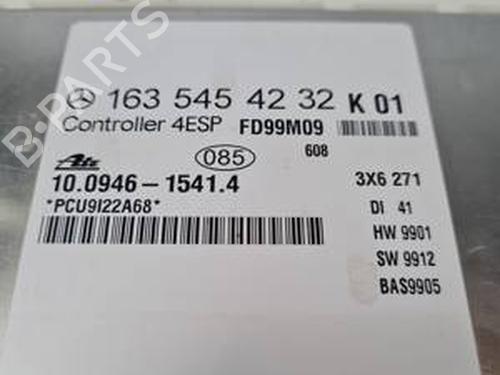 163 545 42 32 K 01
Controller 4ESP FD99M09
608
Ate 085
10.0946-1541.4 3X6 271
*PCU9I22A68* DI 41
HW 9901
SW 9912
BAS9905
B-PARTS